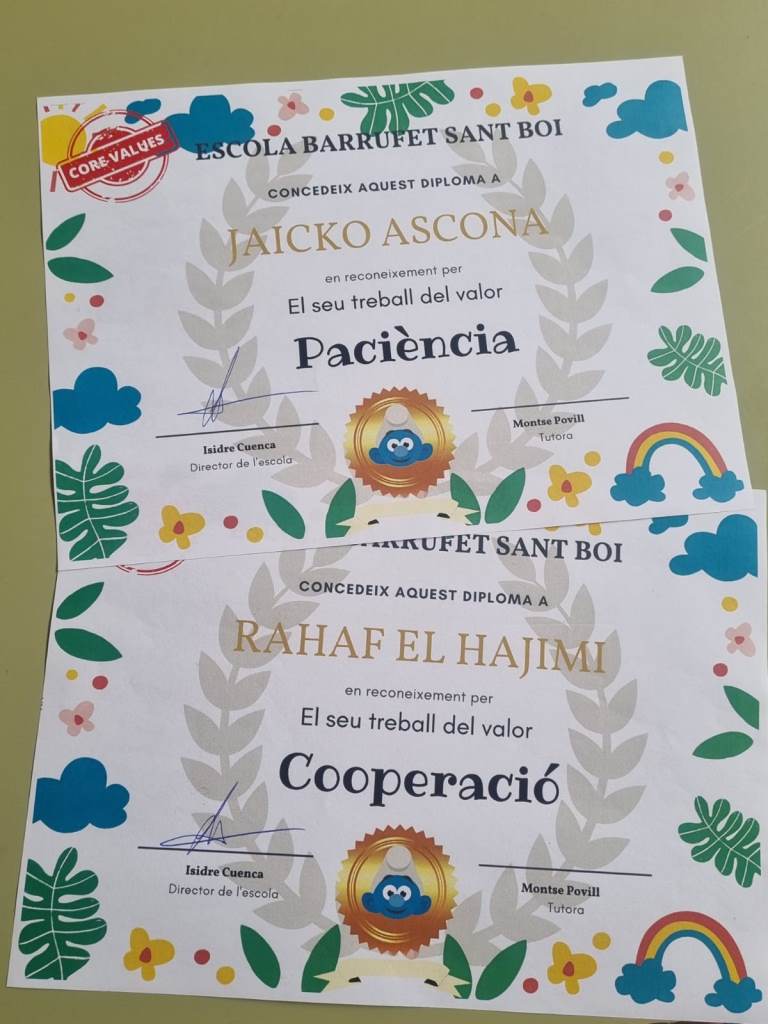 CORE VALUES
ESCOLA BARRUFET SANT BOI
CONCEDEIX AQUEST DIPLOMA A
JAICKO ASCONA
en reconeixement per
El seu treball del valor
Paciència
Isidre Cuenca
Director de l'escola
Montse Povill
Tutora
BARRUFET SANT BOI
CONCEDEIX AQUEST DIPLOMA A
RAHAF EL HAJIMI
en reconeixement per
El seu treball del valor
Cooperació
Isidre Cuenca
Director de l'escola
Montse Povill
Tutora